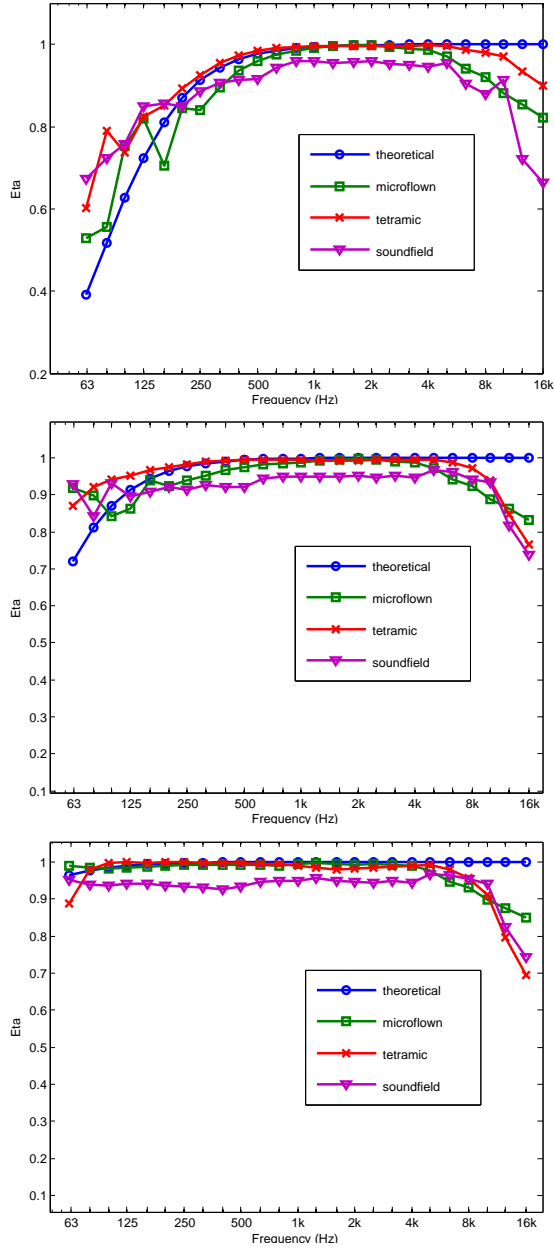 1
0.8
0.6
0.4
0.2
Eta
theoretical
microflown
tetramic
soundfield
63 125 250 500 1k 2k 4k 8k 16k
Frequency (Hz)
1
0.9
0.8
0.7
0.6
0.5
0.4
0.3
0.2
0.1
Eta
theoretical
microflown
tetramic
soundfield
63 125 250 500 1k 2k 4k 8k 16k
Frequency (Hz)
1
0.9
0.8
0.7
0.6
0.5
0.4
0.3
0.2
0.1
Eta
theoretical
microflown
tetramic
soundfield
63 125 250 500 1k 2k 4k 8k 16k
Frequency (Hz)